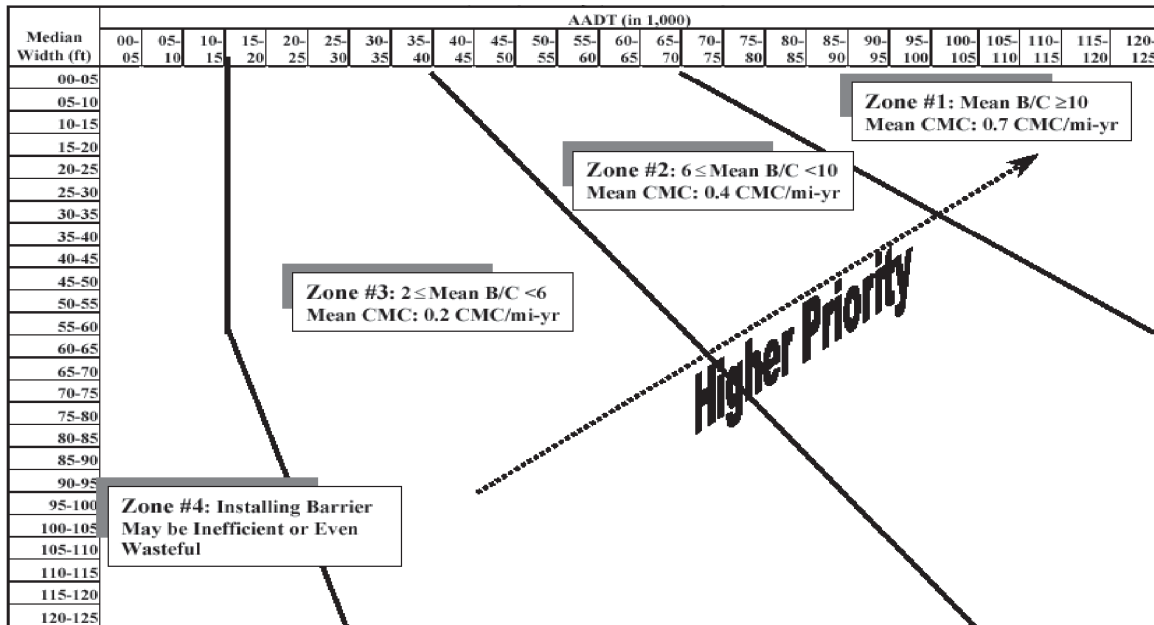 AADT (in 1,000)
Median Width (ft)
00-05 05-10 10-15 15-20 20-25 25-30 30-35 35-40 40-45 45-50 50-55 55-60 60-65 65-70 70-75 75-80 80-85 85-90 90-95 95-100 100-105 105-110 110-115 115-120 120-125
00-05
05-10
10-15
15-20
20-25
25-30
30-35
35-40
40-45
45-50
50-55
55-60
60-65
65-70
70-75
75-80
80-85
85-90
90-95
95-100
100-105
105-110
110-115
115-120
120-125
Zone #1: Mean B/C ≥10
Mean CMC: 0.7 CMC/mi-yr
Zone #2: 6 ≤ Mean B/C <10
Mean CMC: 0.4 CMC/mi-yr
Zone #3: 2 ≤ Mean B/C <6
Mean CMC: 0.2 CMC/mi-yr
Higher Priority
Zone #4: Installing Barrier
May be Inefficient or Even
Wasteful